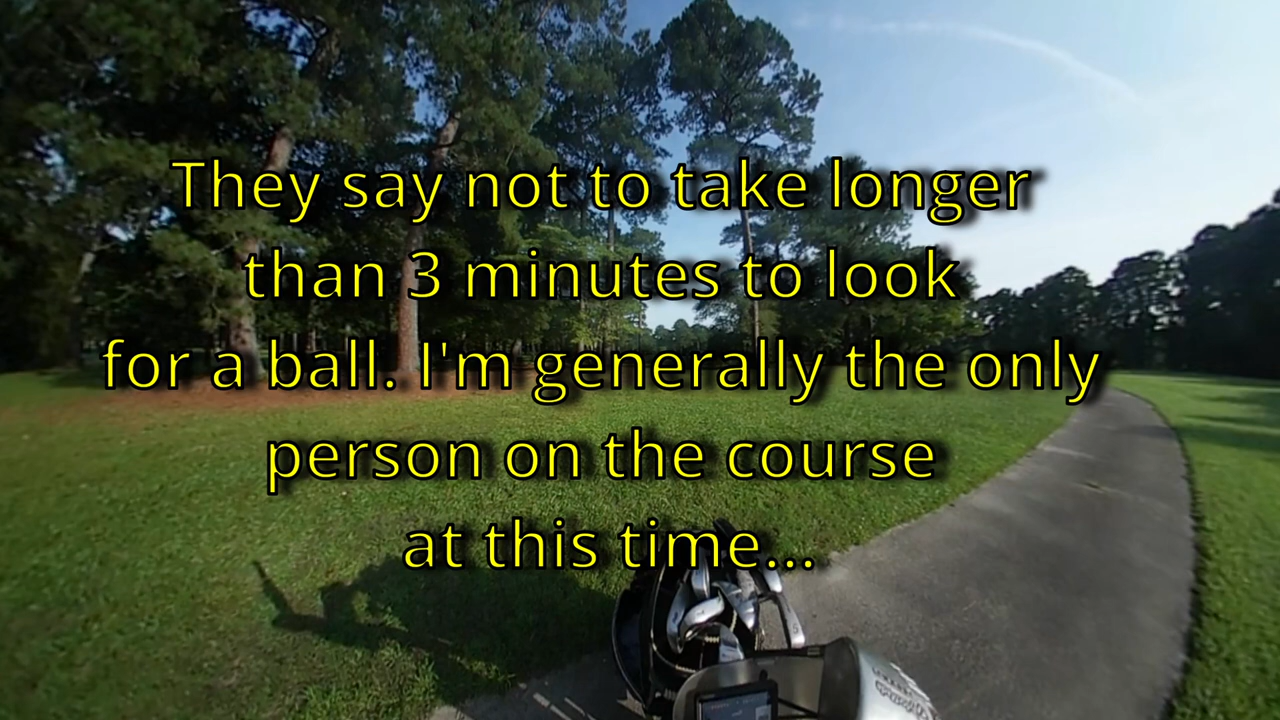 They say not to take longer
than 3 minutes to look
for a ball. I'm generally the only
person on the course
at this time...